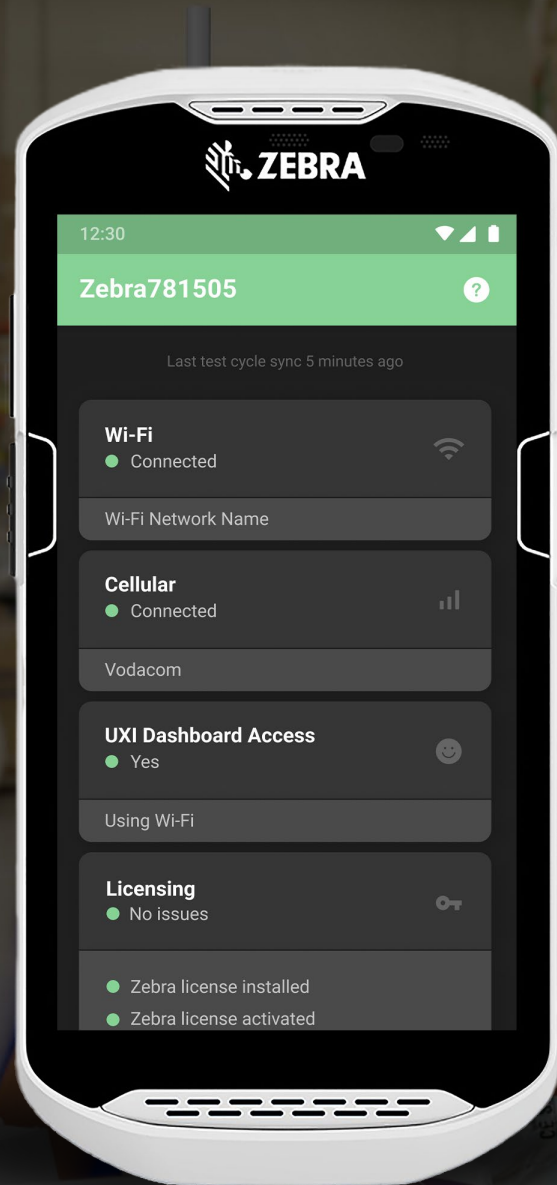 ZEBRA
12:30
Zebra781505
?
Last test cycle sync 5 minutes ago
Wi-Fi
Connected
Wi-Fi Network Name
Cellular
Connected
Vodacom
UXI Dashboard Access
Yes
Using Wi-Fi
Licensing
No issues
Zebra license installed
Zebra license activated